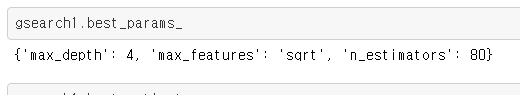 gsearch1.best_params_
{'max_depth': 4, 'max_features': 'sqrt', 'n_estimators': 80}